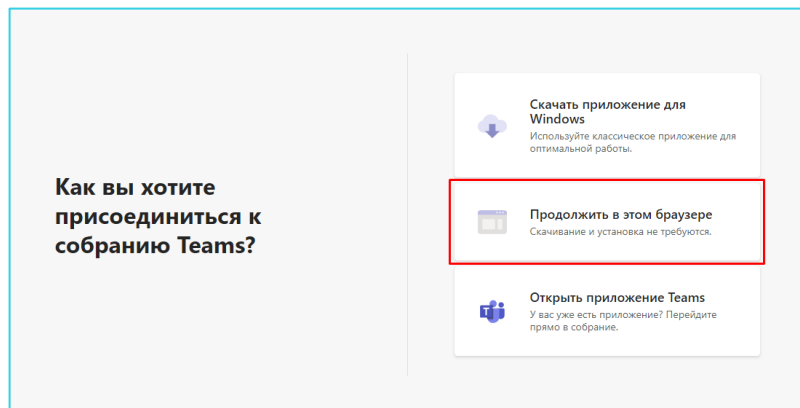 Как вы хотите
присоединиться к
собранию Teams?
Скачать приложение для
Windows
Используйте классическое приложение для
оптимальной работы.
Продолжить в этом браузере
Скачивание и установка не требуются.
Открыть приложение Teams
У вас уже есть приложение? Перейдите
прямо в собрание.